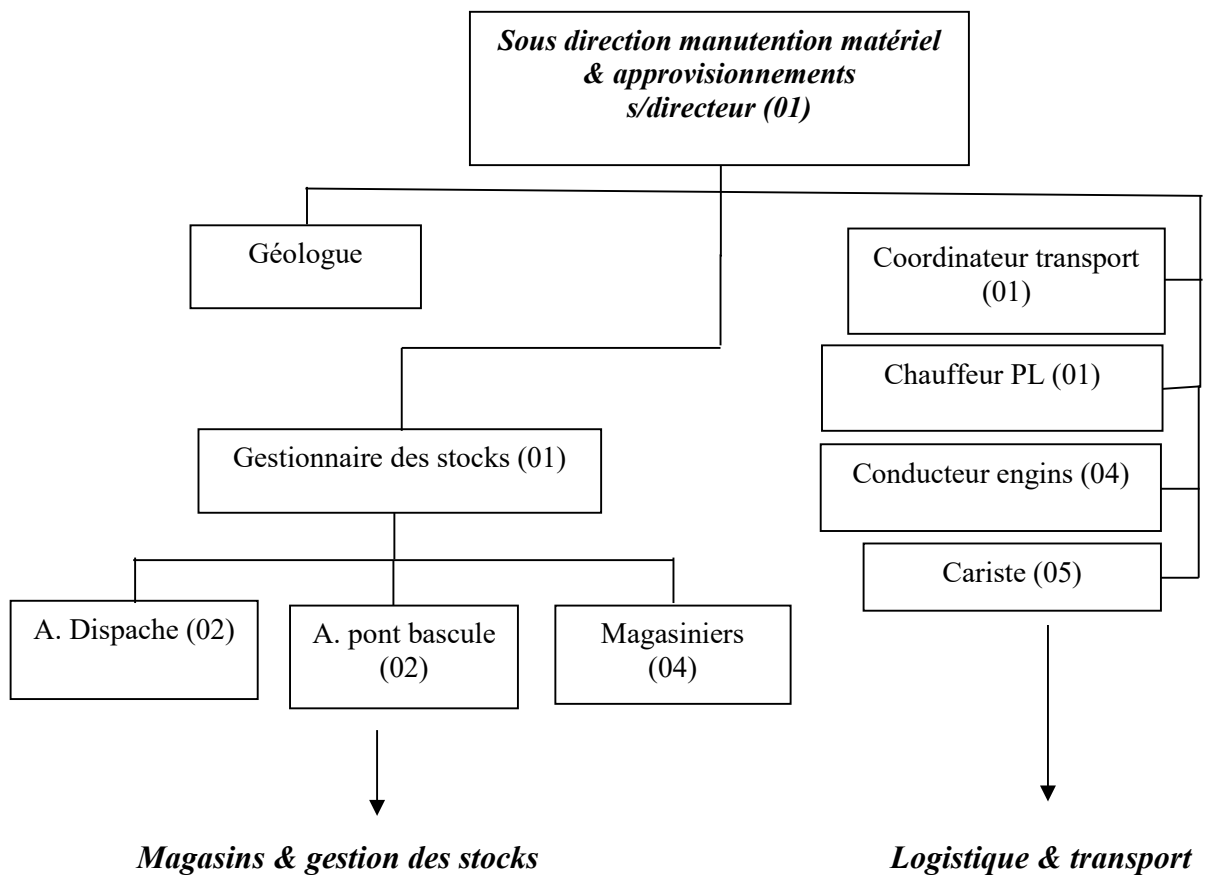 Sous direction manutention matériel
& approvisionnements
s/directeur (01)
Géologue
Coordinateur transport
(01)
Chauffeur PL (01)
Gestionnaire des stocks (01)
Conducteur engins (04)
Cariste (05)
A. Dispache (02)
A. pont bascule
(02)
Magasiniers
(04)
Magasins & gestion des stocks
Logistique & transport